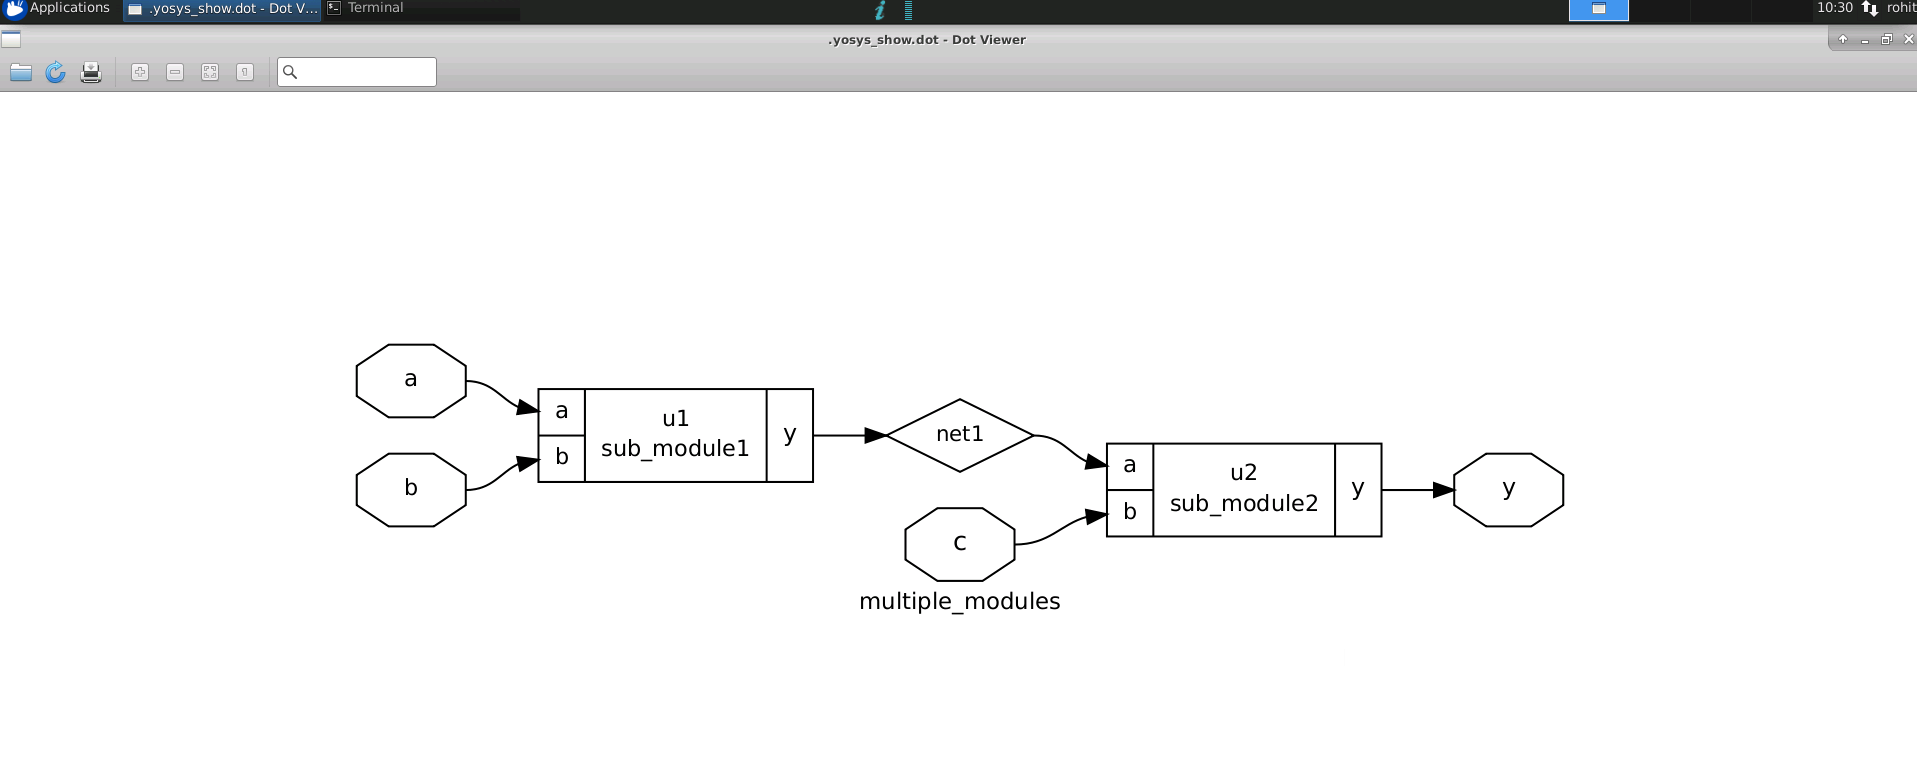 Applications
.yosys_show.dot - Dot V...
Terminal
10:30
rohit
.yosys_show.dot - Dot Viewer
a
b
a
b
u1
sub_module1
y
net1
c
a
b
u2
sub_module2
y
y
multiple_modules